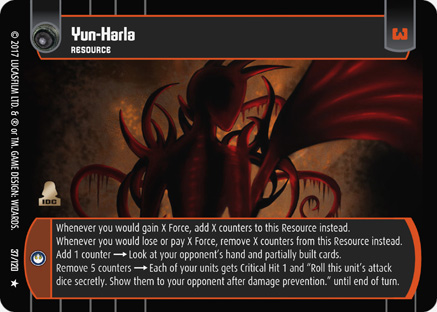 Yun-Harla
RESOURCE
© 2017 LUCASFILM LTD. & ® or TM. GAME DESIGN: WIZARDS.
IDC
Whenever you would gain X Force, add X counters to this Resource instead.
Whenever you would lose or pay X Force, remove X counters from this Resource instead.
Add 1 counter → Look at your opponent's hand and partially built cards.
Remove 5 counters → Each of your units gets Critical Hit 1 and "Roll this unit's attack
dice secretly. Show them to your opponent after damage prevention." until end of turn.